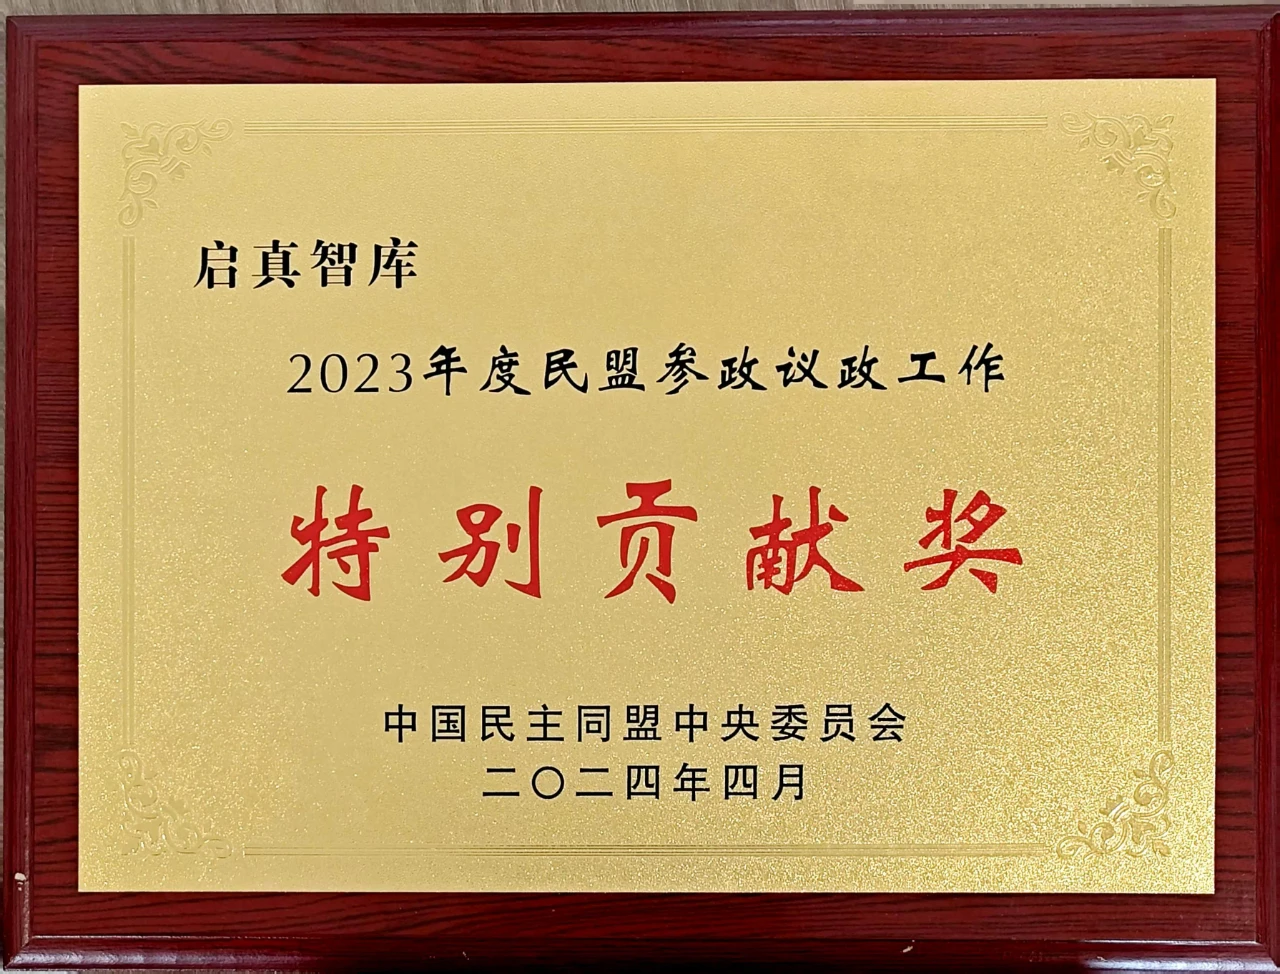 启真智库
2023年度民盟参政议政工作
特别贡献奖
中国民主同盟中央委员会
二〇二四年四月